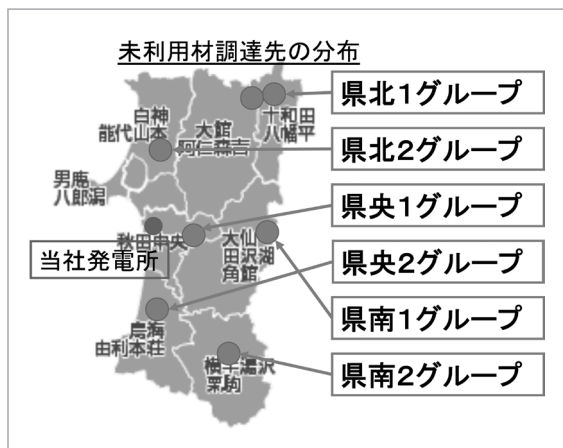 未利用材調達先の分布
県北1グループ
県北2グループ
県央1グループ
県央2グループ
県南1グループ
県南2グループ
白神
能代山本
大館
阿仁森吉
十和田
八幡平
男鹿
八郎潟
秋田中央
当社発電所
大仙
田沢湖
角館
鳥海
由利本荘
横手湯沢
栗駒